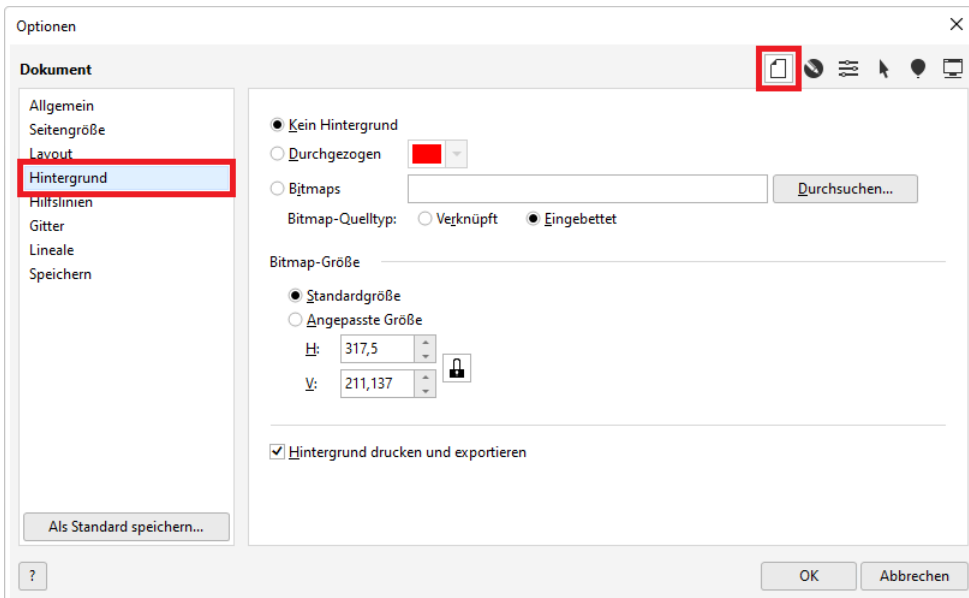 Optionen
Dokument
Allgemein
Seitengröße
Layout
Hintergrund
Hilfslinien
Gitter
Lineale
Speichern
Als Standard speichern...
Kein Hintergrund
Durchgezogen
Bitmaps
Durchsuchen...
Bitmap-Quelltyp: Verknüpft Eingebettet
Bitmap-Größe
Standardgröße
Angepasste Größe
H: 317,5
V: 211,137
Hintergrund drucken und exportieren
? OK Abbrechen